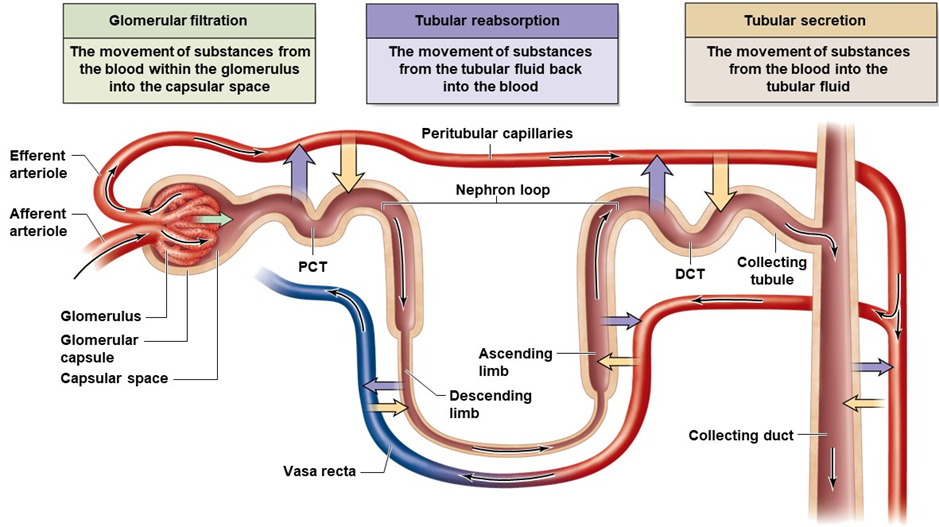 Glomerular filtration
The movement of substances from
the blood within the glomerulus
into the capsular space
Tubular reabsorption
The movement of substances
from the tubular fluid back
into the blood
Tubular secretion
The movement of substances
from the blood into the
tubular fluid
Peritubular capillaries
Efferent
arteriole
Afferent
arteriole
Nephron loop
PCT
DCT
Collecting
tubule
Glomerulus
Glomerular
capsule
Capsular space
Ascending
limb
Descending
limb
Collecting duct
Vasa recta